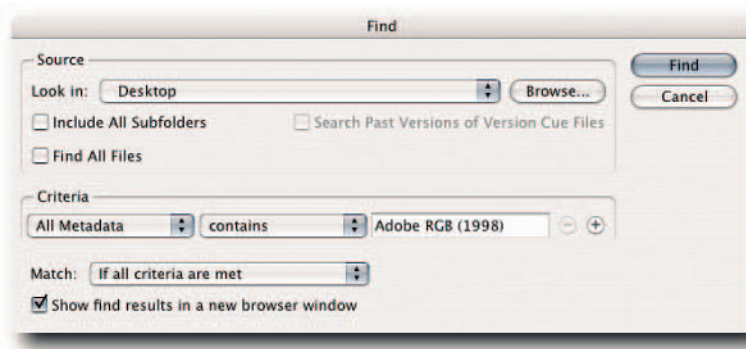 Find
Source
Look in: Desktop Browse... Find
Cancel
Include All Subfolders Search Past Versions of Version Cue Files
Find All Files
Criteria
All Metadata contains Adobe RGB (1998)
Match: If all criteria are met
Show find results in a new browser window